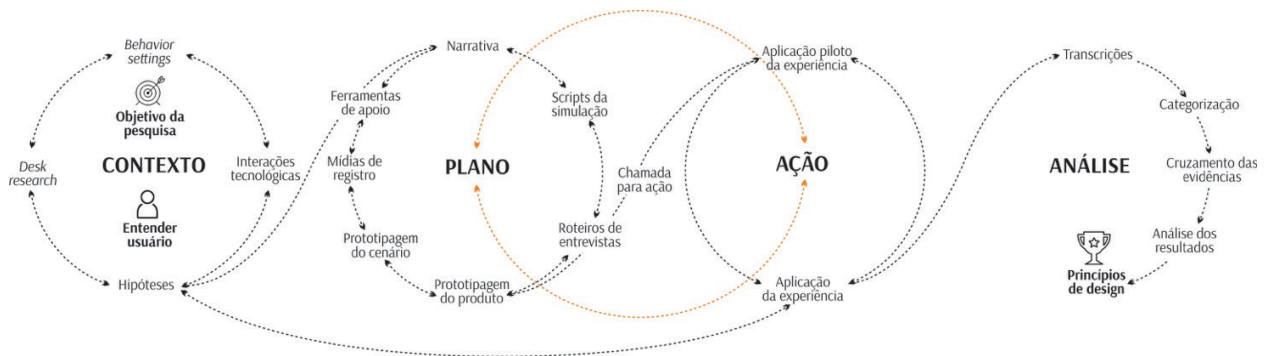 Behavior
settings
Objetivo da
pesquisa
Desk
research
CONTEXTO
Interações
tecnológicas
Entender
usuário
Hipóteses
Narrativa
Ferramentas
de apoio
Scripts da
simulação
Mídias de
registro
PLANO
Prototipagem
do cenário
Roteiros de
entrevistas
Prototipagem
do produto
Chamada
para ação
Aplicação piloto
da experiência
AÇÃO
Aplicação
da experiência
Transcrições
Categorização
ANÁLISE
Cruzamento das
evidências
Análise dos
resultados
Princípios
de design